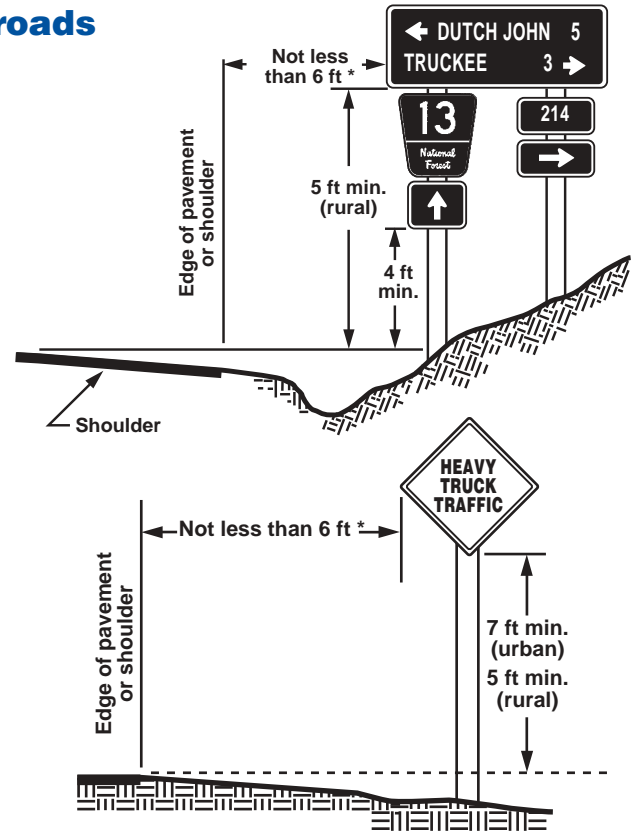 roads
← DUTCH JOHN 5
TRUCKEE 3 →
Not less
than 6 ft *
13
National
Forest
214
5 ft min.
(rural)
Edge of pavement
or shoulder
4 ft
min.
Shoulder
HEAVY
TRUCK
TRAFFIC
Not less than 6 ft *
Edge of pavement
or shoulder
7 ft min.
(urban)
5 ft min.
(rural)